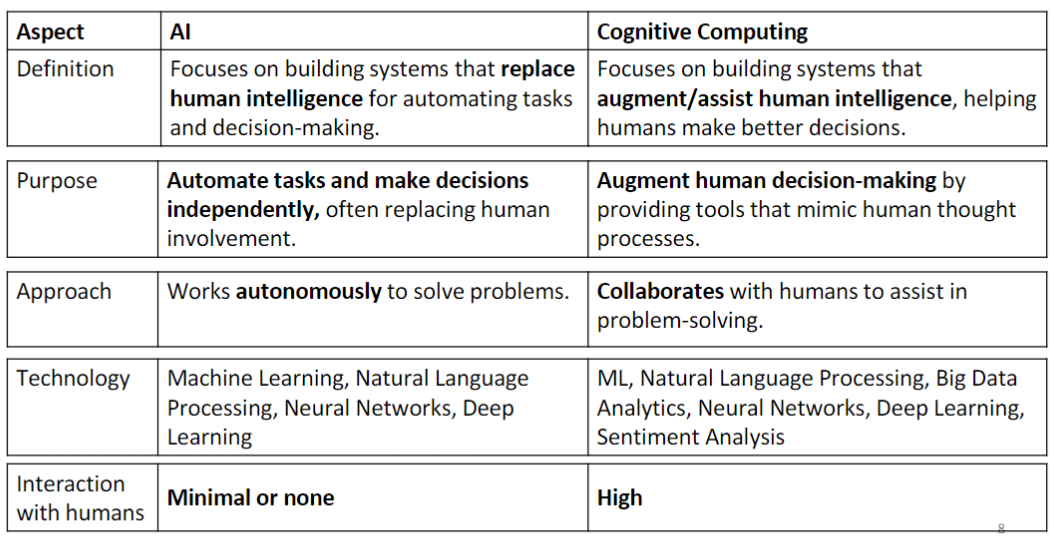 Aspect
AI
Cognitive Computing
Definition
Focuses on building systems that replace
human intelligence for automating tasks
and decision-making.
Focuses on building systems that
augment/assist human intelligence, helping
humans make better decisions.
Purpose
Automate tasks and make decisions
independently, often replacing human
involvement.
Augment human decision-making by
providing tools that mimic human thought
processes.
Approach
Works autonomously to solve problems.
Collaborates with humans to assist in
problem-solving.
Technology
Machine Learning, Natural Language
Processing, Neural Networks, Deep
Learning
ML, Natural Language Processing, Big Data
Analytics, Neural Networks, Deep Learning,
Sentiment Analysis
Interaction
with humans
Minimal or none
High
8